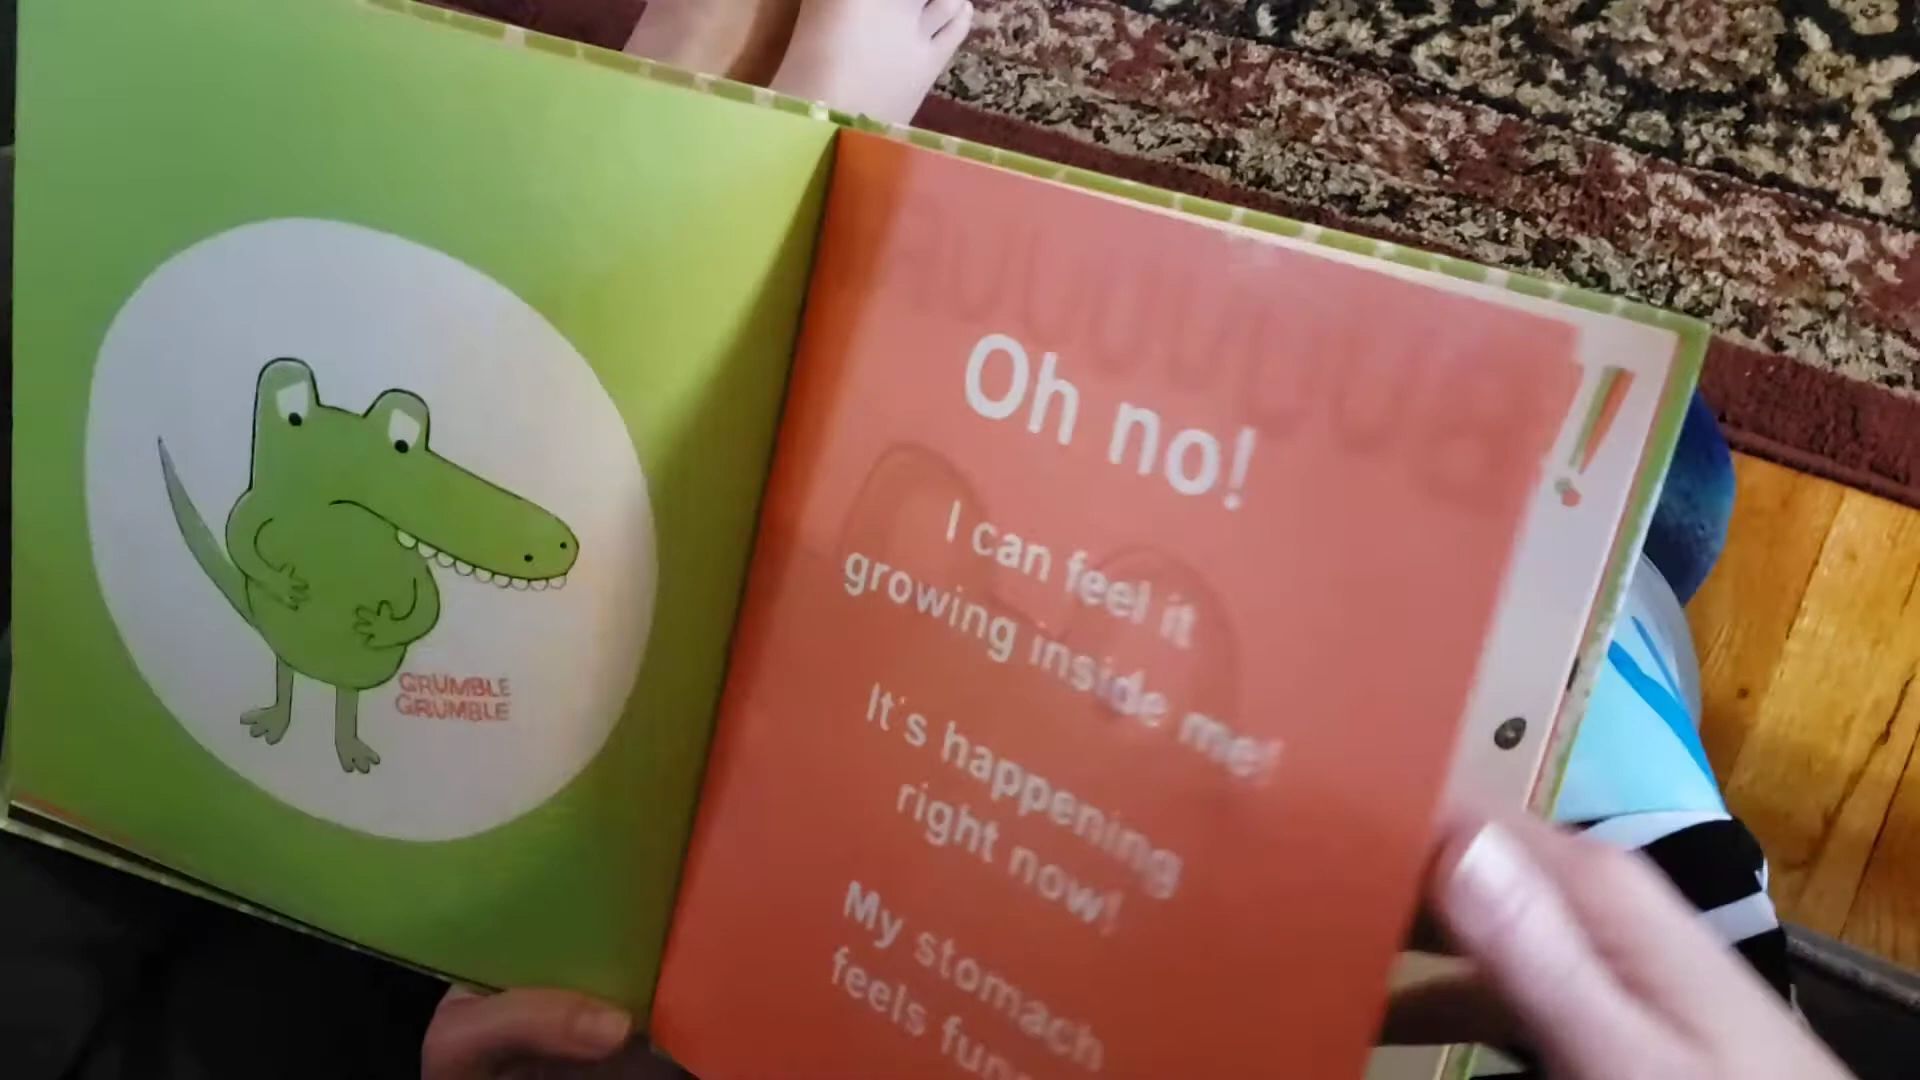 GRUMBLE
GRUMBLE
Oh no!
I can feel it
growing inside me!
It's happening
right now!
My stomach
feels
!